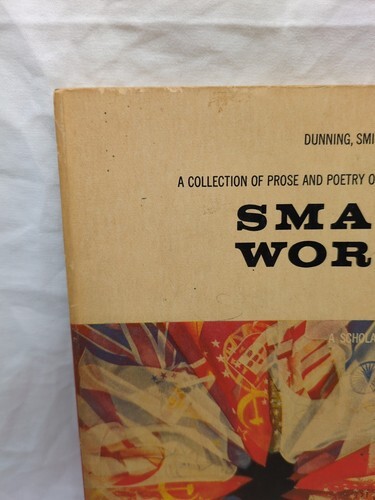 DUNNING, SMI
A COLLECTION OF PROSE AND POETRY O
SMA
WOR
A SCHOLA